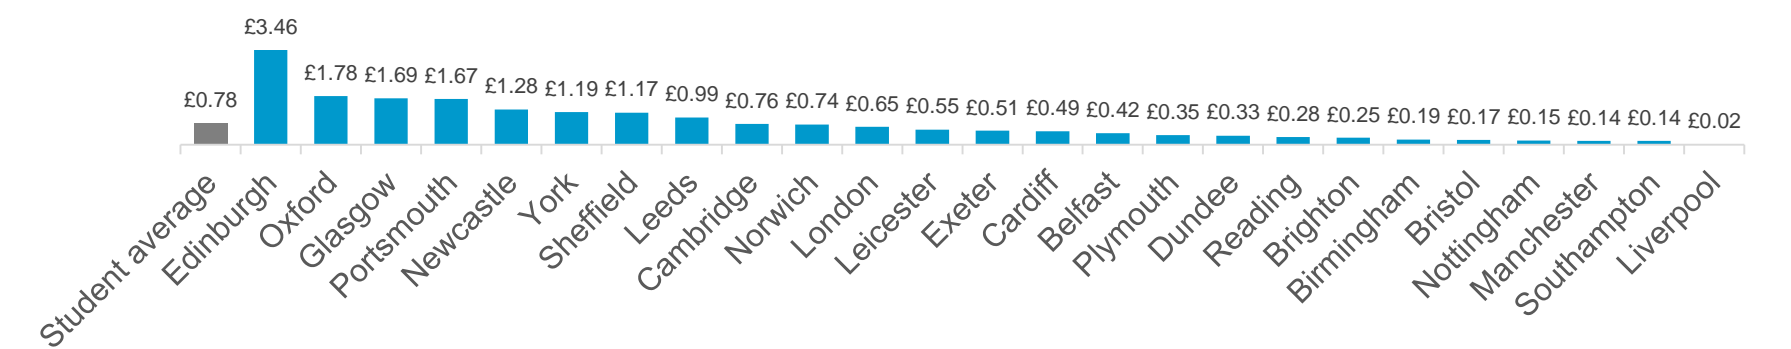 £0.78
£3.46
£1.78
£1.69
£1.67
£1.28
£1.19
£1.17
£0.99
£0.76
£0.74
£0.65
£0.55
£0.51
£0.49
£0.42
£0.35
£0.33
£0.28
£0.25
£0.19
£0.17
£0.15
£0.14
£0.14
£0.02
Student average
Edinburgh
Oxford
Glasgow
Portsmouth
Newcastle
York
Sheffield
Leeds
Cambridge
Norwich
London
Leicester
Exeter
Cardiff
Belfast
Plymouth
Dundee
Reading
Brighton
Birmingham
Bristol
Nottingham
Manchester
Southampton
Liverpool